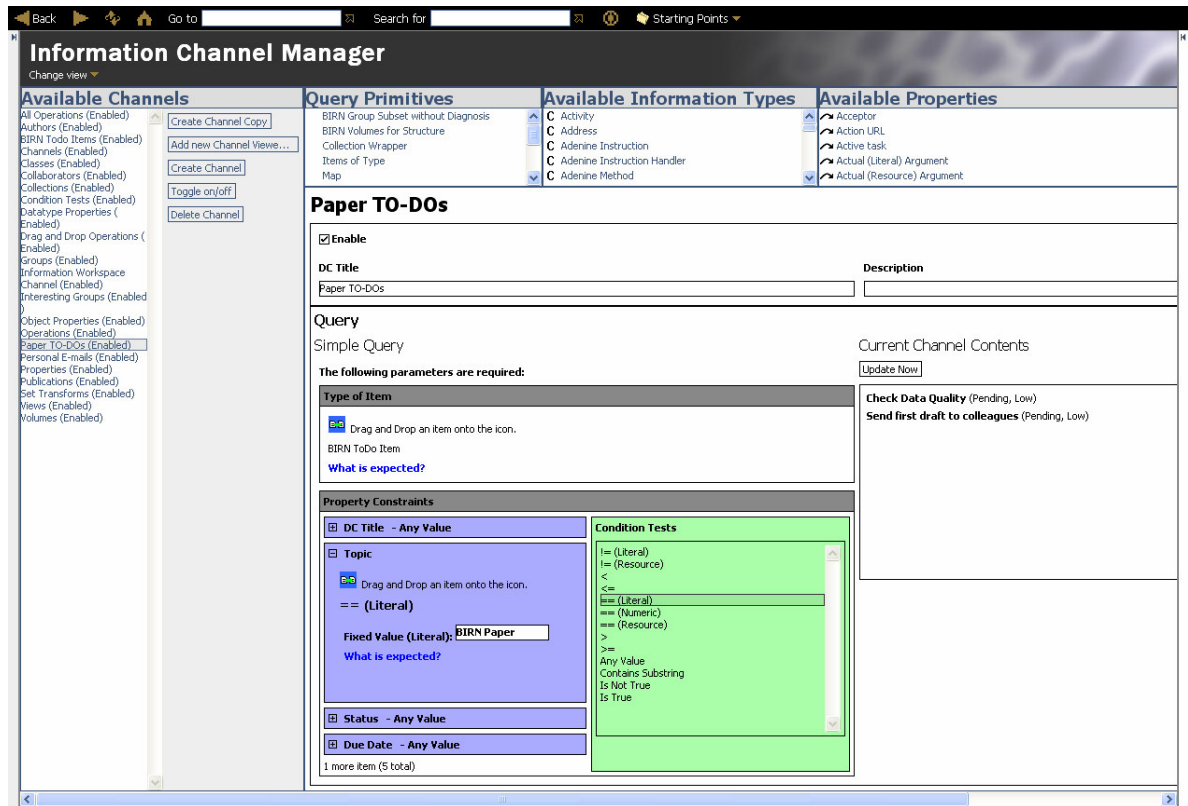 Back Go to Search for Starting Points
Information Channel Manager
Change view
Available Channels
All Operations (Enabled)
Authors (Enabled)
BIRN Todo Items (Enabled)
Channels (Enabled)
Classes (Enabled)
Collaborators (Enabled)
Collections (Enabled)
Condition Tests (Enabled)
Datatype Properties (
Enabled)
Drag and Drop Operations (
Enabled)
Groups (Enabled)
Information Workspace
Channel (Enabled)
Interesting Groups (Enabled
)
Object Properties (Enabled)
Operations (Enabled)
Paper TO-DOs (Enabled)
Personal E-mails (Enabled)
Properties (Enabled)
Publications (Enabled)
Set Transforms (Enabled)
Views (Enabled)
Volumes (Enabled)
Create Channel Copy
Add new Channel Viewe...
Create Channel
Toggle on/off
Delete Channel
Query Primitives
BIRN Group Subset without Diagnosis
BIRN Volumes for Structure
Collection Wrapper
Items of Type
Map
Available Information Types
C Activity
C Address
C Adenine Instruction
C Adenine Instruction Handler
C Adenine Method
Available Properties
Acceptor
Action URL
Active task
Actual (Literal) Argument
Actual (Resource) Argument
Paper TO-DOs
Enable
DC Title
Paper TO-DOs
Description
Query
Simple Query
The following parameters are required:
Type of Item
Drag and Drop an item onto the icon.
BIRN ToDo Item
What is expected?
Property Constraints
DC Title - Any Value
Topic
Drag and Drop an item onto the icon.
== (Literal)
Fixed Value (Literal): BIRN Paper
What is expected?
Status - Any Value
Due Date - Any Value
1 more item (5 total)
Condition Tests
!= (Literal)
!= (Resource)
<
<=
== (Literal)
== (Numeric)
== (Resource)
>
>=
Any Value
Contains Substring
Is Not True
Is True
Current Channel Contents
Update Now
Check Data Quality (Pending, Low)
Send first draft to colleagues (Pending, Low)